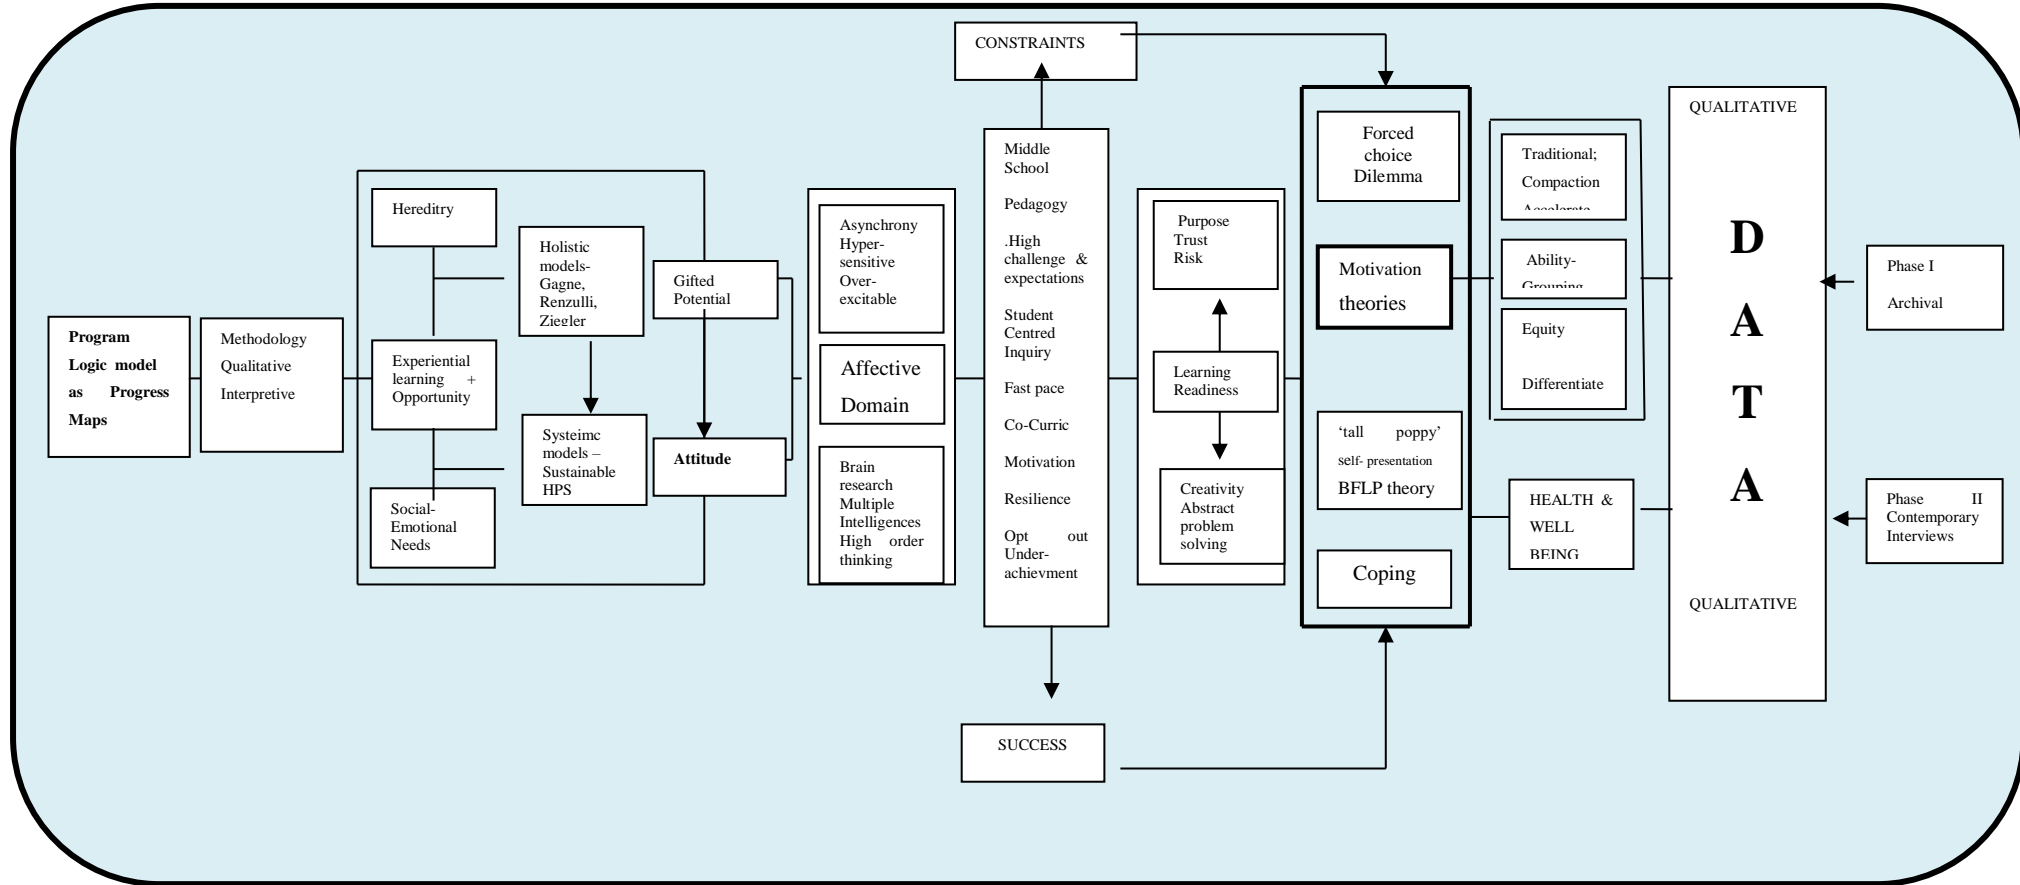 CONSTRAINTS
Program
Logic model
as Progress
Maps
Methodology
Qualitative
Interpretive
Hereditry
Experiential
learning +
Opportunity
Social-
Emotional
Needs
Holistic
models-
Gagne,
Renzulli,
Ziegler
Systeimc
models –
Sustainable
HPS
Gifted
Potential
Attitude
Asynchrony
Hyper-
sensitive
Over-
excitable
Affective
Domain
Brain
research
Multiple
Intelligences
High order
thinking
Middle
School
Pedagogy
.High
challenge &
expectations
Student
Centred
Inquiry
Fast pace
Co-Curric
Motivation
Resilience
Opt out
Under-
achievment
SUCCESS
Purpose
Trust
Risk
Learning
Readiness
Creativity
Abstract
problem
solving
Forced
choice
Dilemma
Motivation
theories
‘tall poppy’
self- presentation
BFLP theory
Coping
Traditional;
Compaction
Accelerate
Ability-
Grouping
Equity
Differentiate
HEALTH &
WELL
BEING
QUALITATIVE
D
A
T
A
QUALITATIVE
Phase I
Archival
Phase II
Contemporary
Interviews